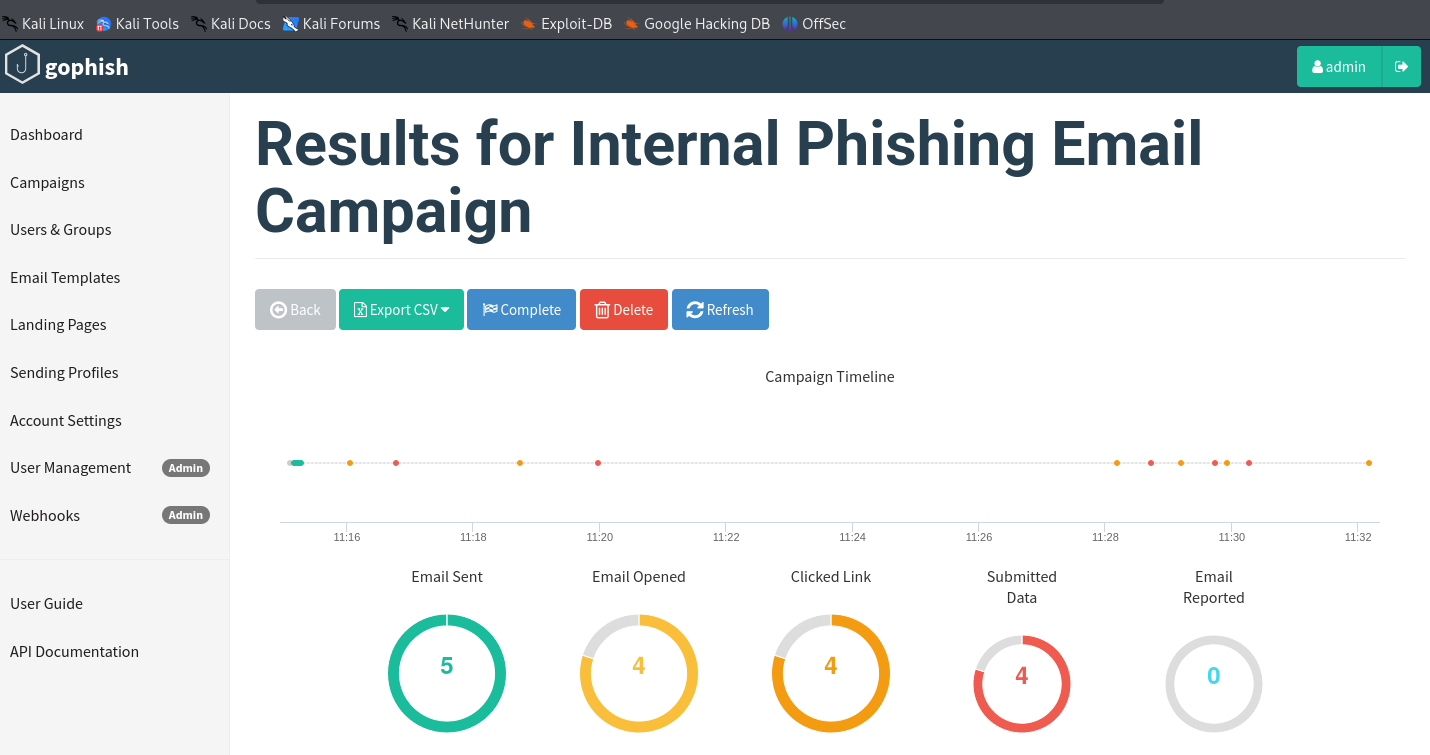 Kali Linux Kali Tools Kali Docs Kali Forums Kali NetHunter Exploit-DB Google Hacking DB OffSec
gophish admin
Results for Internal Phishing Email
Campaign
Dashboard
Campaigns
Users & Groups
Email Templates
Landing Pages
Sending Profiles
Account Settings
User Management Admin
Webhooks Admin
User Guide
API Documentation
Back Export CSV Complete Delete Refresh
Campaign Timeline
11:16 11:18 11:20 11:22 11:24 11:26 11:28 11:30 11:32
Email Sent
5
Email Opened
4
Clicked Link
4
Submitted
Data
4
Email
Reported
0